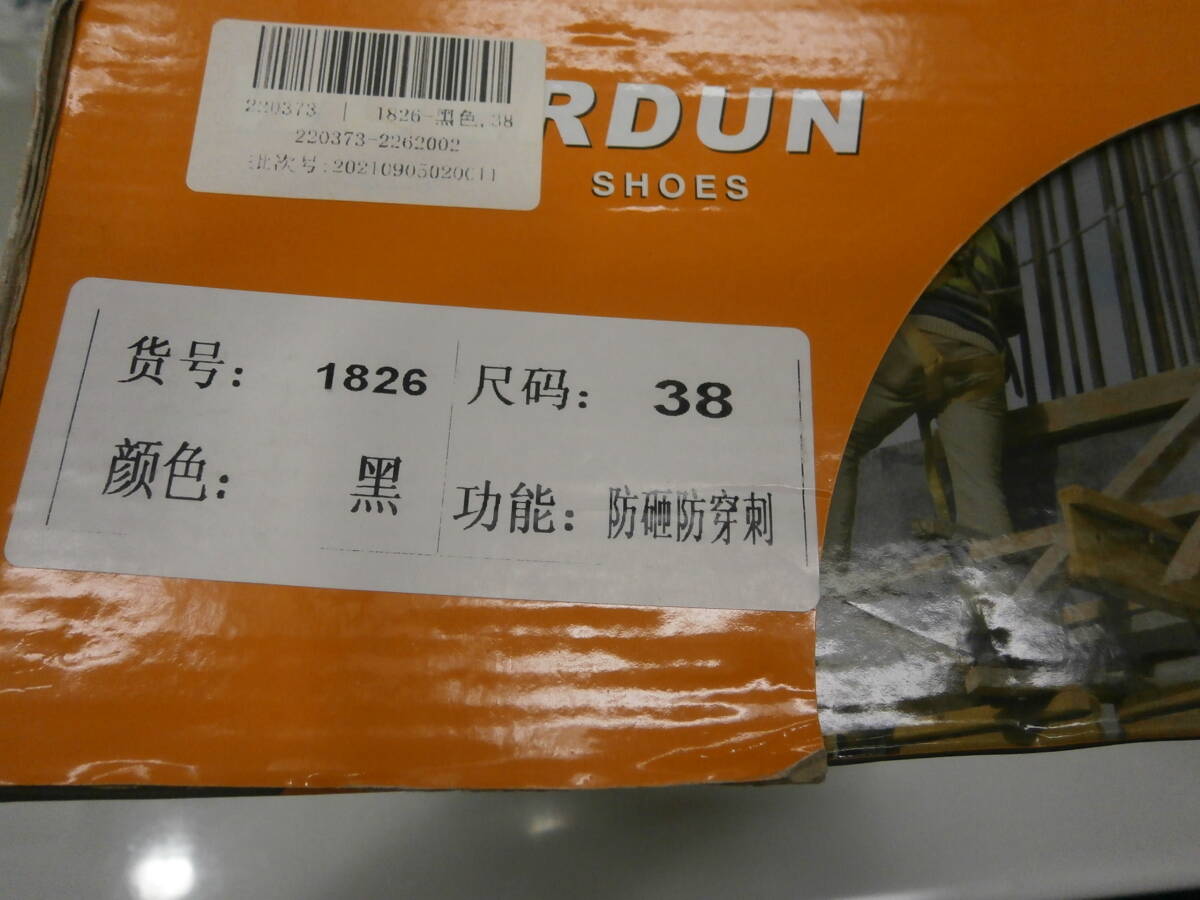 220373 | 1826-黑色,38
220373-2262002
批次号:20210905020011
RDUN
SHOES
货号: 1826 尺码: 38
颜色: 黑 功能: 防砸防穿刺